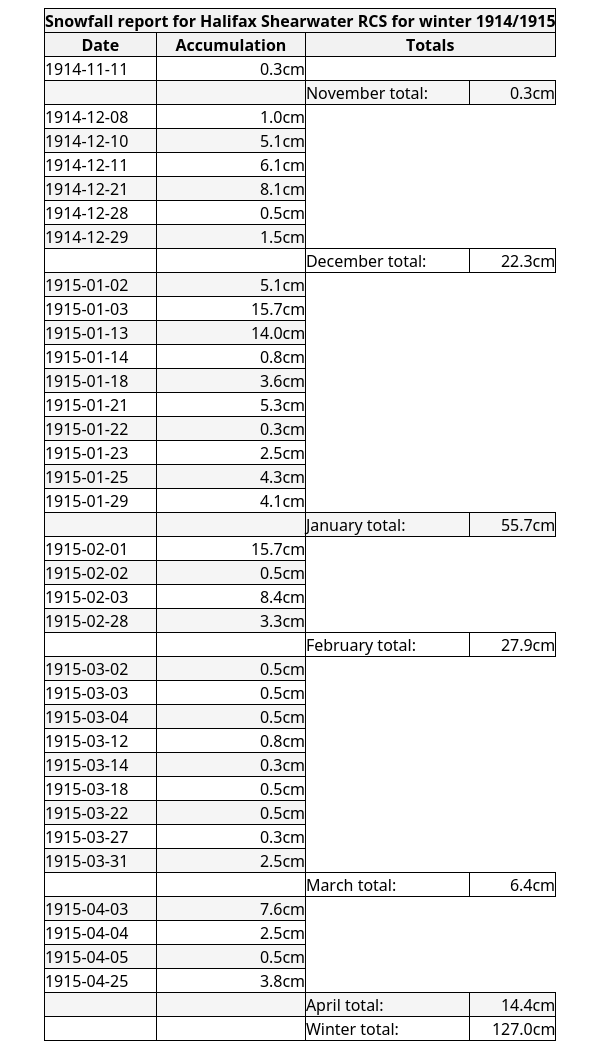 Snowfall report for Halifax Shearwater RCS for winter 1914/1915
Date Accumulation Totals
1914-11-11 0.3cm
November total: 0.3cm
1914-12-08 1.0cm
1914-12-10 5.1cm
1914-12-11 6.1cm
1914-12-21 8.1cm
1914-12-28 0.5cm
1914-12-29 1.5cm
December total: 22.3cm
1915-01-02 5.1cm
1915-01-03 15.7cm
1915-01-13 14.0cm
1915-01-14 0.8cm
1915-01-18 3.6cm
1915-01-21 5.3cm
1915-01-22 0.3cm
1915-01-23 2.5cm
1915-01-25 4.3cm
1915-01-29 4.1cm
January total: 55.7cm
1915-02-01 15.7cm
1915-02-02 0.5cm
1915-02-03 8.4cm
1915-02-28 3.3cm
February total: 27.9cm
1915-03-02 0.5cm
1915-03-03 0.5cm
1915-03-04 0.5cm
1915-03-12 0.8cm
1915-03-14 0.3cm
1915-03-18 0.5cm
1915-03-22 0.5cm
1915-03-27 0.3cm
1915-03-31 2.5cm
March total: 6.4cm
1915-04-03 7.6cm
1915-04-04 2.5cm
1915-04-05 0.5cm
1915-04-25 3.8cm
April total: 14.4cm
Winter total: 127.0cm